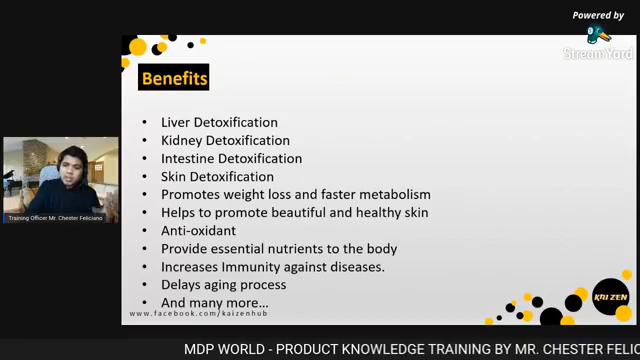 Powered by
StreamYard
Benefits
• Liver Detoxification
• Kidney Detoxification
• Intestine Detoxification
• Skin Detoxification
• Promotes weight loss and faster metabolism
• Helps to promote beautiful and healthy skin
• Anti-oxidant
• Provide essential nutrients to the body
• Increases Immunity against diseases.
• Delays aging process
• And many more…
www.facebook.com/kaizenhub
Training Officer Mr. Chester Feliciano
KAIZEN
MDP WORLD - PRODUCT KNOWLEDGE TRAINING BY MR. CHESTER FELIC